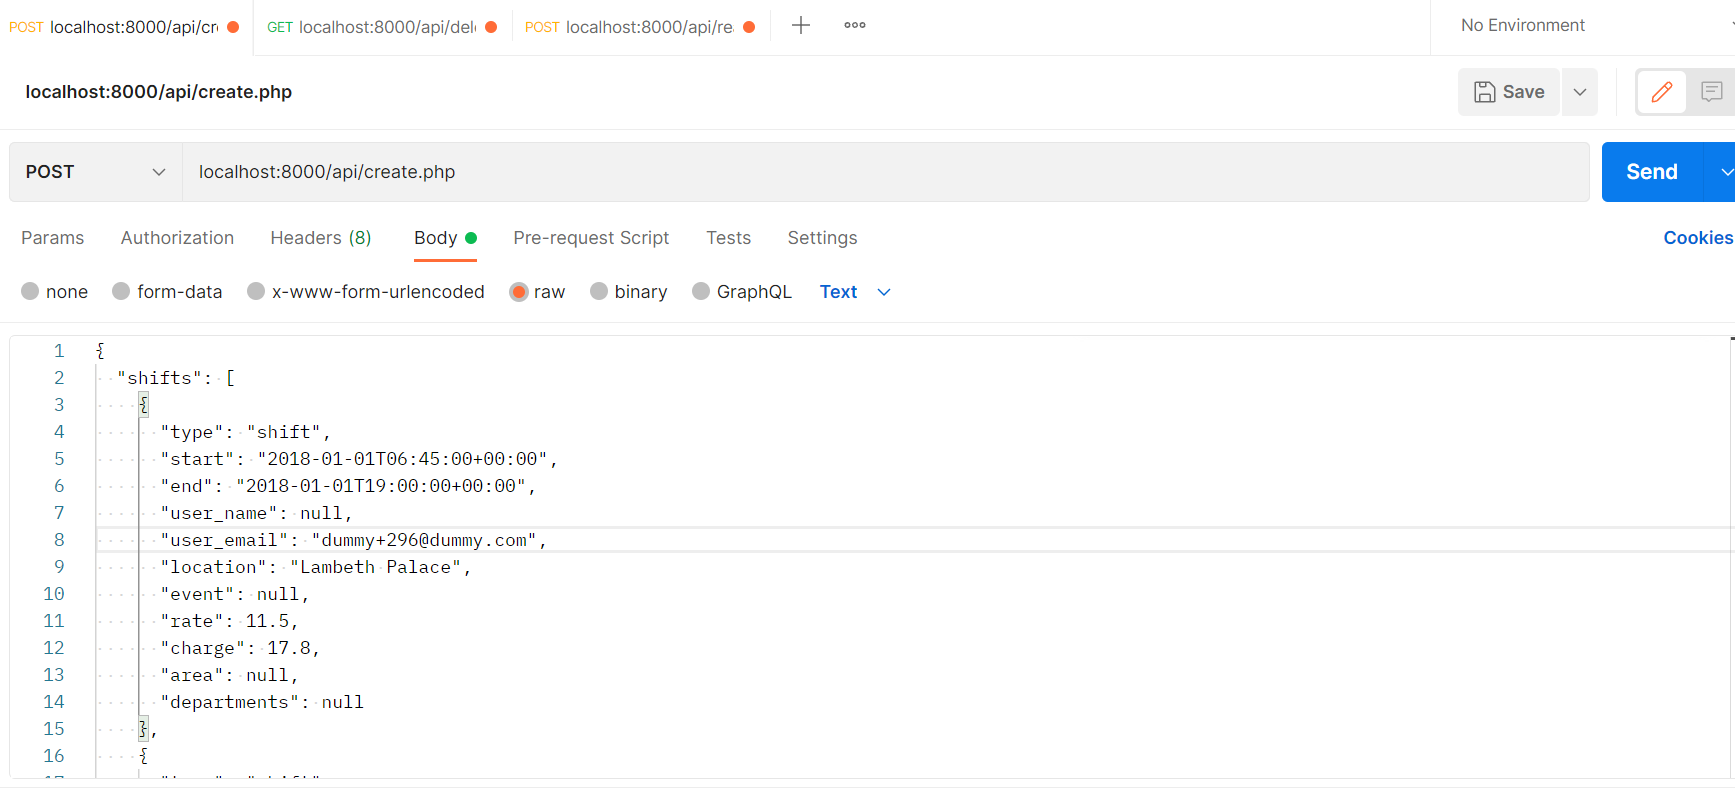 POST localhost:8000/api/cr
GET localhost:8000/api/del
POST localhost:8000/api/re
No Environment
localhost:8000/api/create.php
Save
POST
localhost:8000/api/create.php
Send
Params
Authorization
Headers (8)
Body
Pre-request Script
Tests
Settings
Cookies
none
form-data
x-www-form-urlencoded
raw
binary
GraphQL
Text
1 {
2 "shifts": [
3 {
4 "type": "shift",
5 "start": "2018-01-01T06:45:00+00:00",
6 "end": "2018-01-01T19:00:00+00:00",
7 "user_name": null,
8 "user_email": "dummy+296@dummy.com",
9 "location": "Lambeth Palace",
10 "event": null,
11 "rate": 11.5,
12 "charge": 17.8,
13 "area": null,
14 "departments": null
15 },
16 {